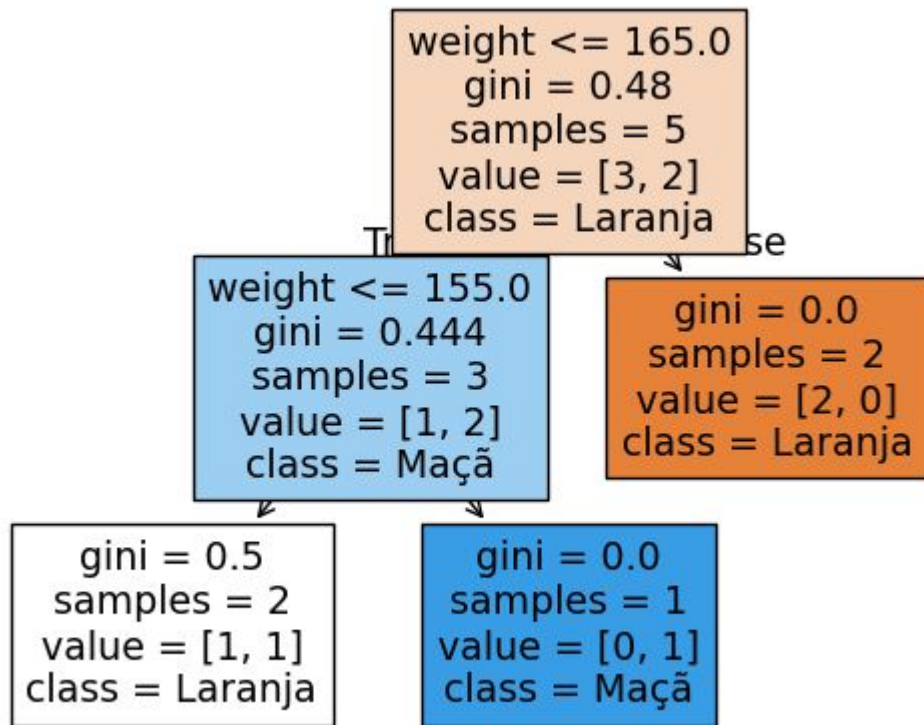 weight <= 165.0
gini = 0.48
samples = 5
value = [3, 2]
class = Laranja
weight <= 155.0
gini = 0.444
samples = 3
value = [1, 2]
class = Maçã
gini = 0.0
samples = 2
value = [2, 0]
class = Laranja
gini = 0.5
samples = 2
value = [1, 1]
class = Laranja
gini = 0.0
samples = 1
value = [0, 1]
class = Maçã